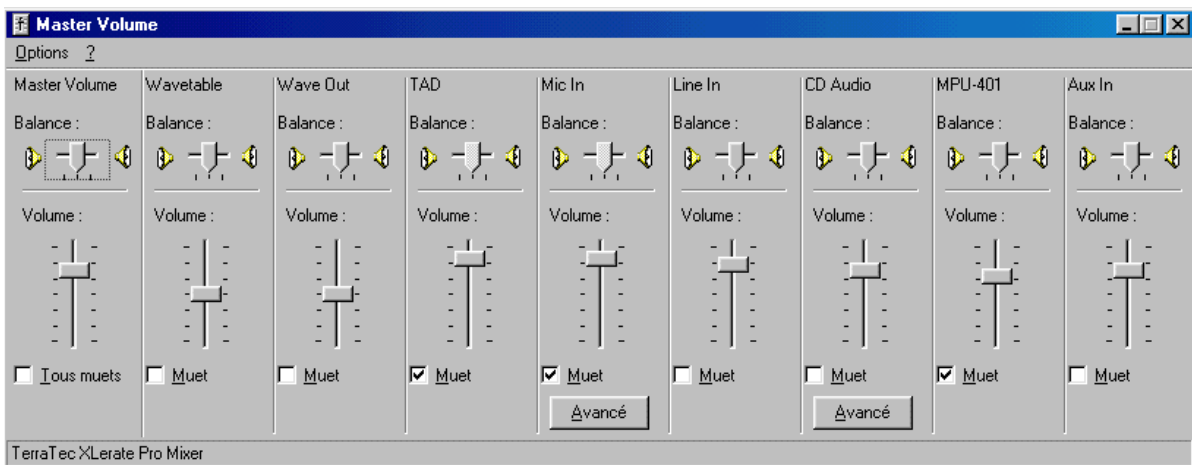 Master Volume
Options ?
Master Volume Wavetable Wave Out TAD Mic In Line In CD Audio MPU-401 Aux In
Balance : Balance : Balance : Balance : Balance : Balance : Balance : Balance : Balance :
Volume : Volume : Volume : Volume : Volume : Volume : Volume : Volume : Volume :
Tous muets Muet Muet Muet Muet Muet Muet Muet Muet
Avancé Avancé
TerraTec XLerate Pro Mixer